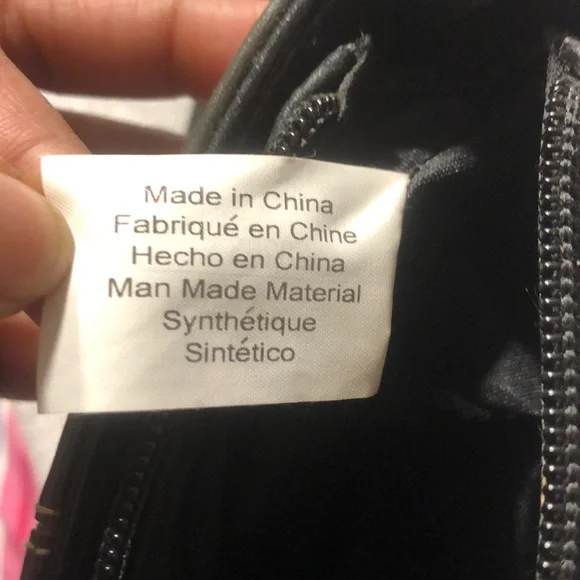 Made in China
Fabriqué en Chine
Hecho en China
Man Made Material
Synthétique
Sintético